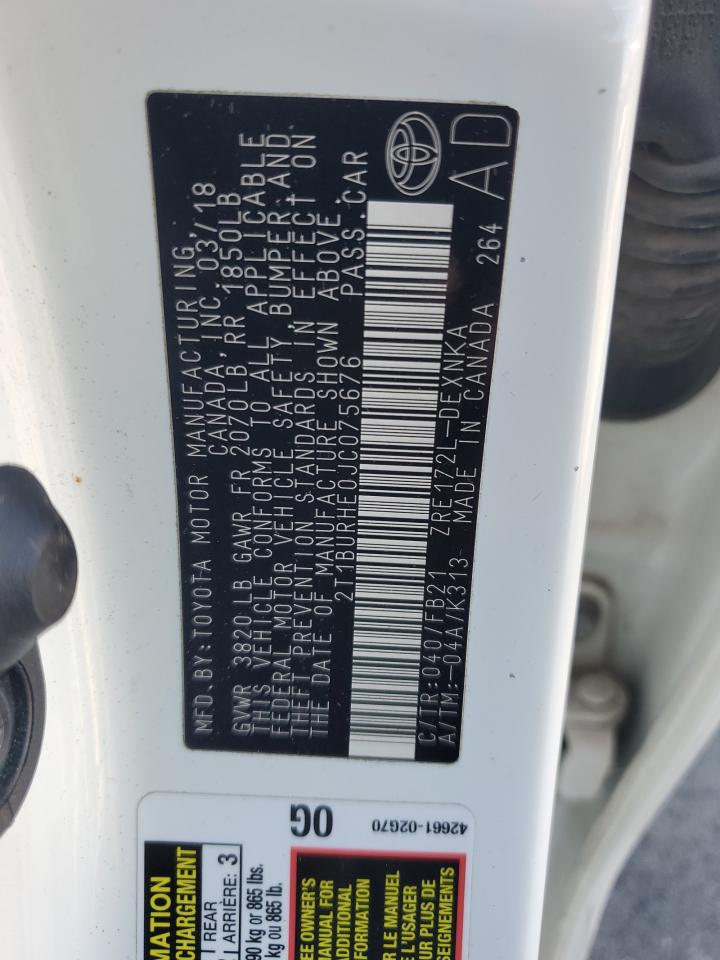 MFD. BY: TOYOTA MOTOR MANUFACTURING,
CANADA, INC. 03/18
GVWR 3820LB GAWR FR 2070LB, RR 1850LB
THIS VEHICLE CONFORMS TO ALL APPLICABLE
FEDERAL MOTOR VEHICLE SAFETY, BUMPER, AND
THEFT PREVENTION STANDARDS IN EFFECT ON
THE DATE OF MANUFACTURE SHOWN ABOVE.
2T1BURHE0JC075676 PASS. CAR
C/TR: 040/FB21 ZRE172L-DEXNKA
A/TM: -04A/K313 MADE IN CANADA 264
AD
0G
42661-02G70
MATION
CHARGEMENT
REAR
ARRIÈRE: 3
90 kg or 865 lbs.
kg ou 865 lb.
EE OWNER'S
MANUAL FOR
ADDITIONAL
FORMATION
R LE MANUEL
E L'USAGER
UR PLUS DE
SEIGNEMENTS